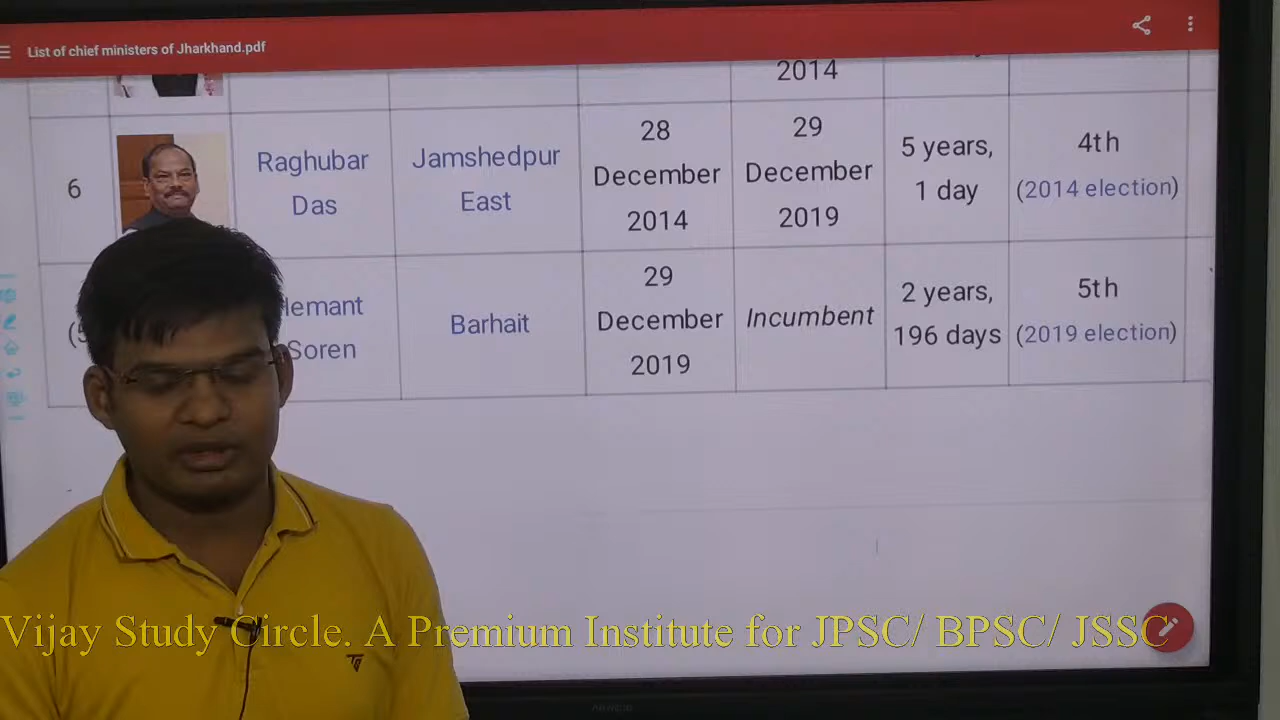 List of chief ministers of Jharkhand.pdf
2014
6
Raghubar
Das
Jamshedpur
East
28
December
2014
29
December
2019
5 years,
1 day
4th
(2014 election)
(5
Hemant
Soren
Barhait
29
December
2019
Incumbent
2 years,
196 days
5th
(2019 election)
Vijay Study Circle. A Premium Institute for JPSC/ BPSC/ JSSC